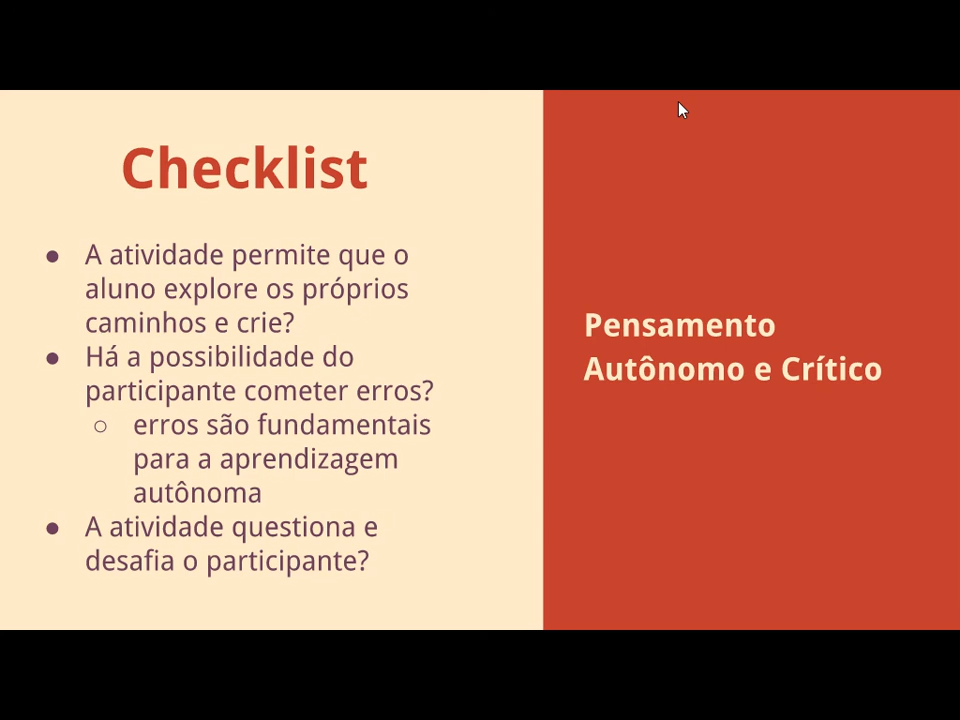 Checklist
● A atividade permite que o
aluno explore os próprios
caminhos e crie?
● Há a possibilidade do
participante cometer erros?
○ erros são fundamentais
para a aprendizagem
autônoma
● A atividade questiona e
desafia o participante?
Pensamento
Autônomo e Crítico